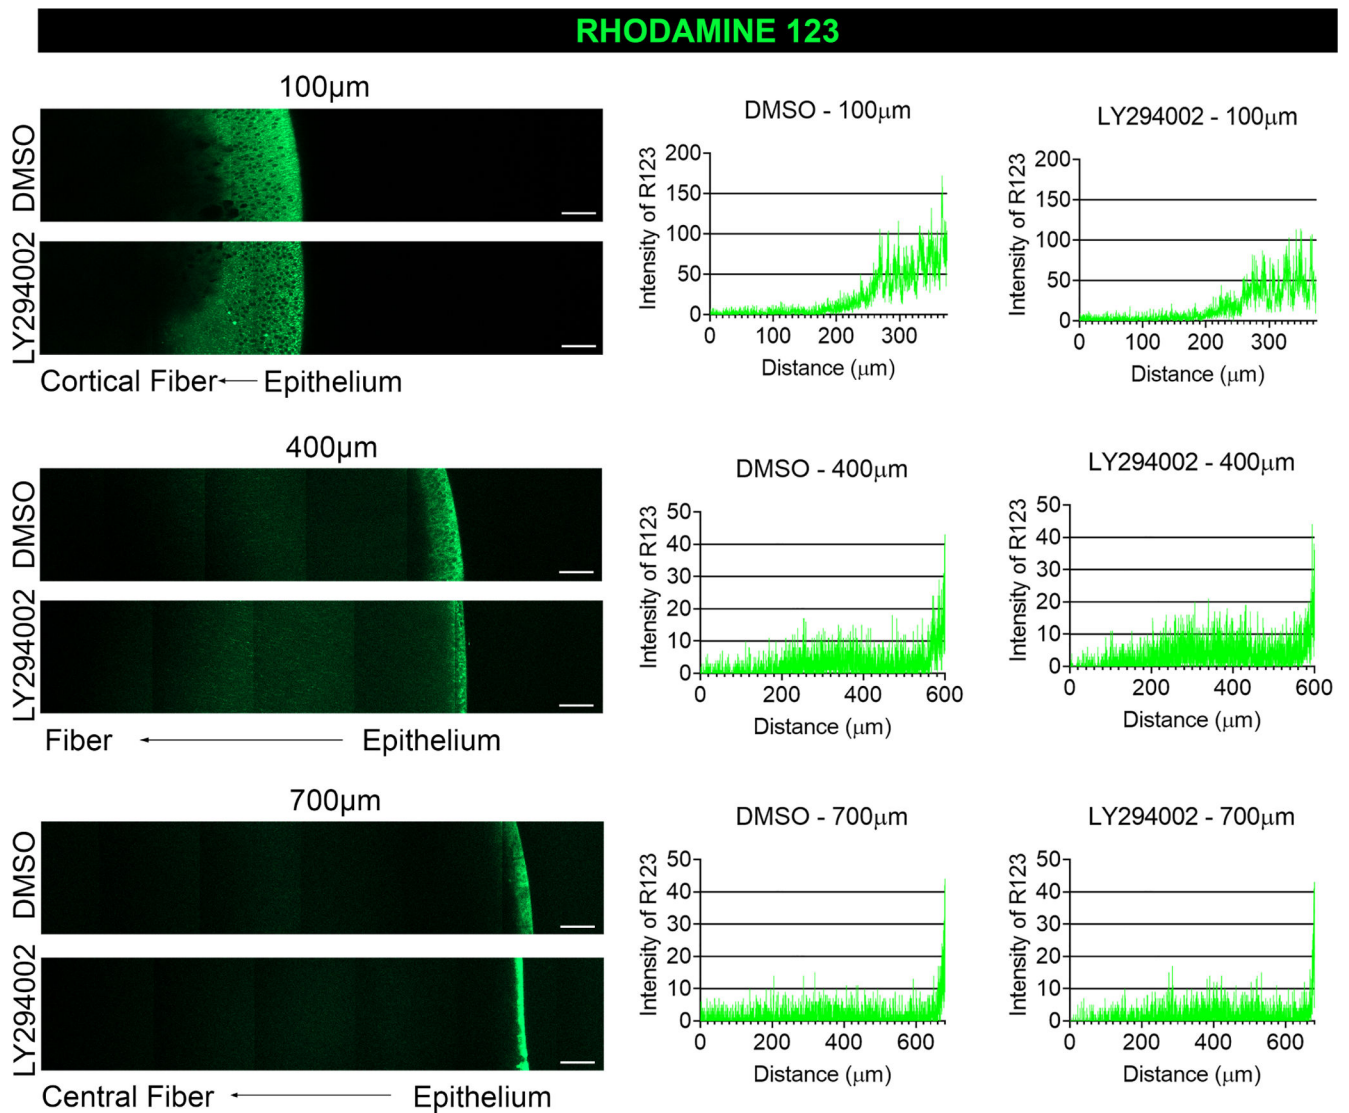 RHODAMINE 123
100µm
DMSO
LY294002
Cortical Fiber Epithelium
DMSO - 100µm
Intensity of R123
200
150
100
50
0
0 100 200 300
Distance (µm)
LY294002 - 100µm
Intensity of R123
200
150
100
50
0
0 100 200 300
Distance (µm)
400µm
DMSO
LY294002
Fiber Epithelium
DMSO - 400µm
Intensity of R123
50
40
30
20
10
0
0 200 400 600
Distance (µm)
LY294002 - 400µm
Intensity of R123
50
40
30
20
10
0
0 200 400 600
Distance (µm)
700µm
DMSO
LY294002
Central Fiber Epithelium
DMSO - 700µm
Intensity of R123
50
40
30
20
10
0
0 200 400 600
Distance (µm)
LY294002 - 700µm
Intensity of R123
50
40
30
20
10
0
0 200 400 600
Distance (µm)